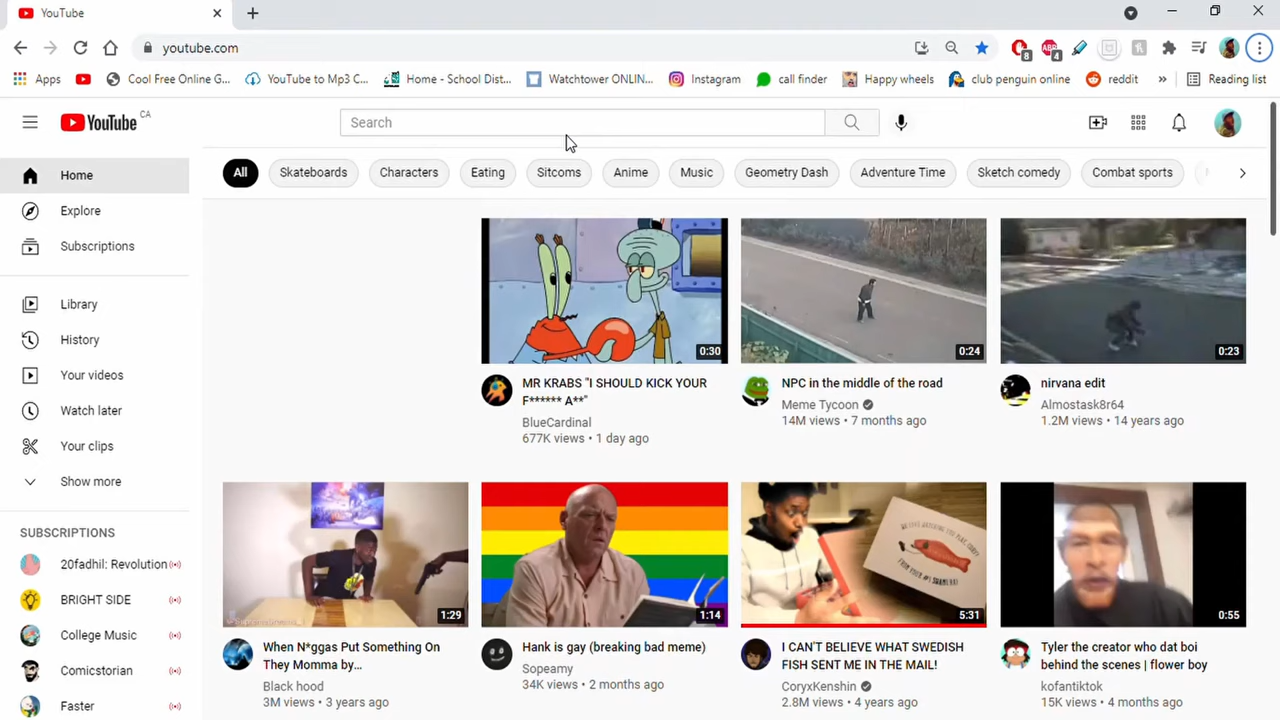 YouTube
youtube.com
8
ABP
4
Apps
Cool Free Online G...
YouTube to Mp3 C...
Home - School Dist...
Watchtower ONLIN...
Instagram
call finder
Happy wheels
club penguin online
reddit
»
Reading list
YouTube CA
Search
Home
Explore
Subscriptions
Library
History
Your videos
Watch later
Your clips
Show more
SUBSCRIPTIONS
20fadhil: Revolution
BRIGHT SIDE
College Music
Comicstorian
Faster
All
Skateboards
Characters
Eating
Sitcoms
Anime
Music
Geometry Dash
Adventure Time
Sketch comedy
Combat sports
0:30
MR KRABS "I SHOULD KICK YOUR
F****** A**"
BlueCardinal
677K views • 1 day ago
0:24
NPC in the middle of the road
Meme Tycoon
14M views • 7 months ago
0:23
nirvana edit
Almostask8r64
1.2M views • 14 years ago
1:29
When N*ggas Put Something On
They Momma by...
Black hood
3M views • 3 years ago
1:14
Hank is gay (breaking bad meme)
Sopeamy
34K views • 2 months ago
5:31
I CAN'T BELIEVE WHAT SWEDISH
FISH SENT ME IN THE MAIL!
CoryxKenshin
2.8M views • 4 years ago
0:55
Tyler the creator who dat boi
behind the scenes | flower boy
kofantiktok
15K views • 4 months ago